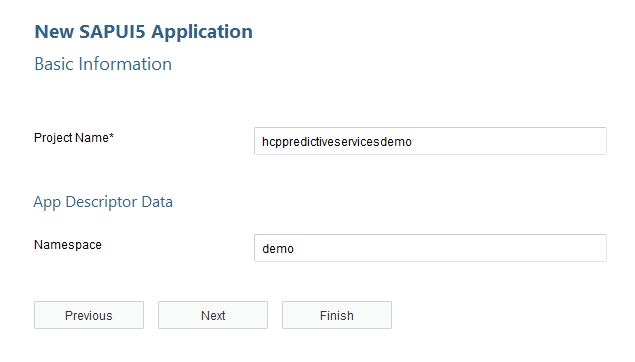 New SAPUI5 Application
Basic Information
Project Name* hcppredictiveservicesdemo
App Descriptor Data
Namespace demo
Previous Next Finish